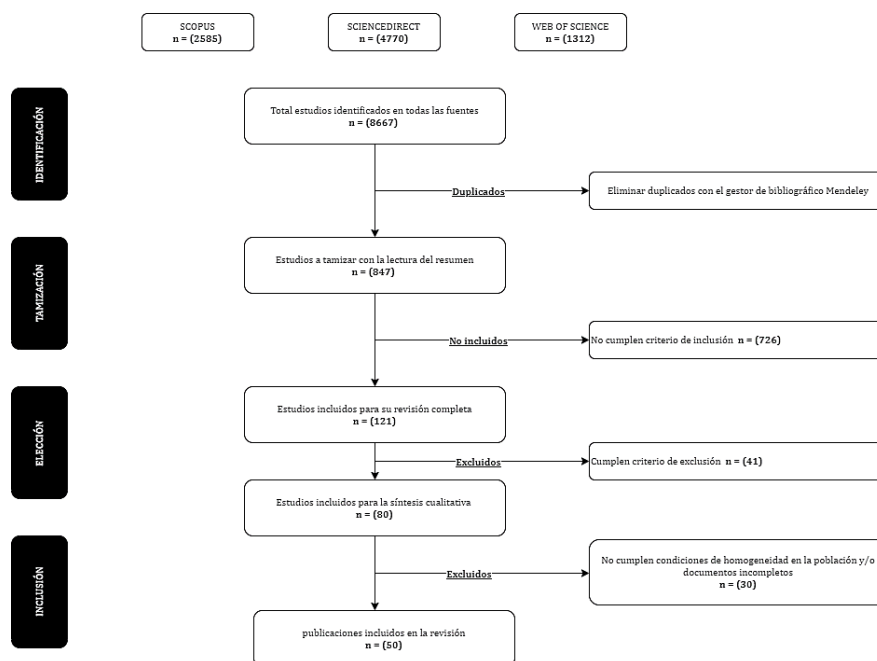 SCOPUS
n = (2585)
SCIENCEDIRECT
n = (4770)
WEB OF SCIENCE
n = (1312)
IDENTIFICACIÓN
Total estudios identificados en todas las fuentes
n = (8667)
Duplicados
Eliminar duplicados con el gestor de bibliográfico Mendeley
TAMIZACIÓN
Estudios a tamizar con la lectura del resumen
n = (847)
No incluidos
No cumplen criterio de inclusión n = (726)
ELECCIÓN
Estudios incluidos para su revisión completa
n = (121)
Excluidos
Cumplen criterio de exclusión n = (41)
Estudios incluidos para la síntesis cualitativa
n = (80)
INCLUSIÓN
Excluidos
No cumplen condiciones de homogeneidad en la población y/o
documentos incompletos
n = (30)
publicaciones incluidos en la revisión
n = (50)